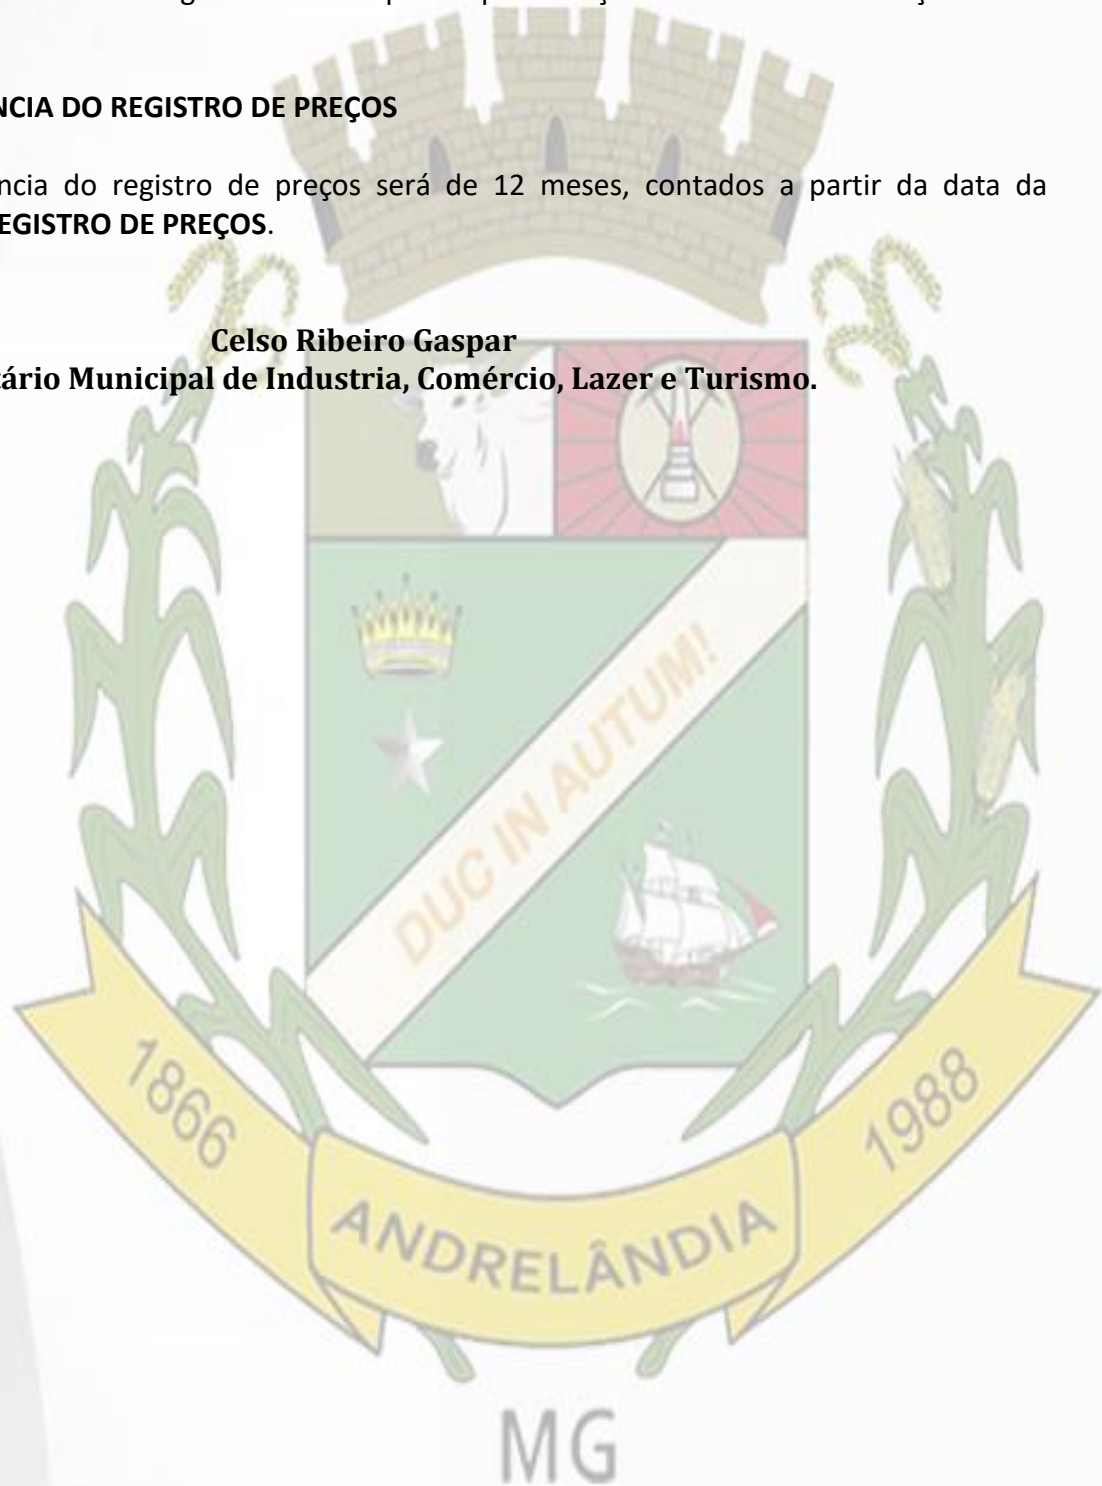 NCIA DO REGISTRO DE PREÇOS
ncia do registro de preços será de 12 meses, contados a partir da data da
EGISTRO DE PREÇOS.
Celso Ribeiro Gaspar
tário Municipal de Industria, Comércio, Lazer e Turismo.
DUC IN AUTUM!
1866
1988
ANDRELÂNDIA
MG